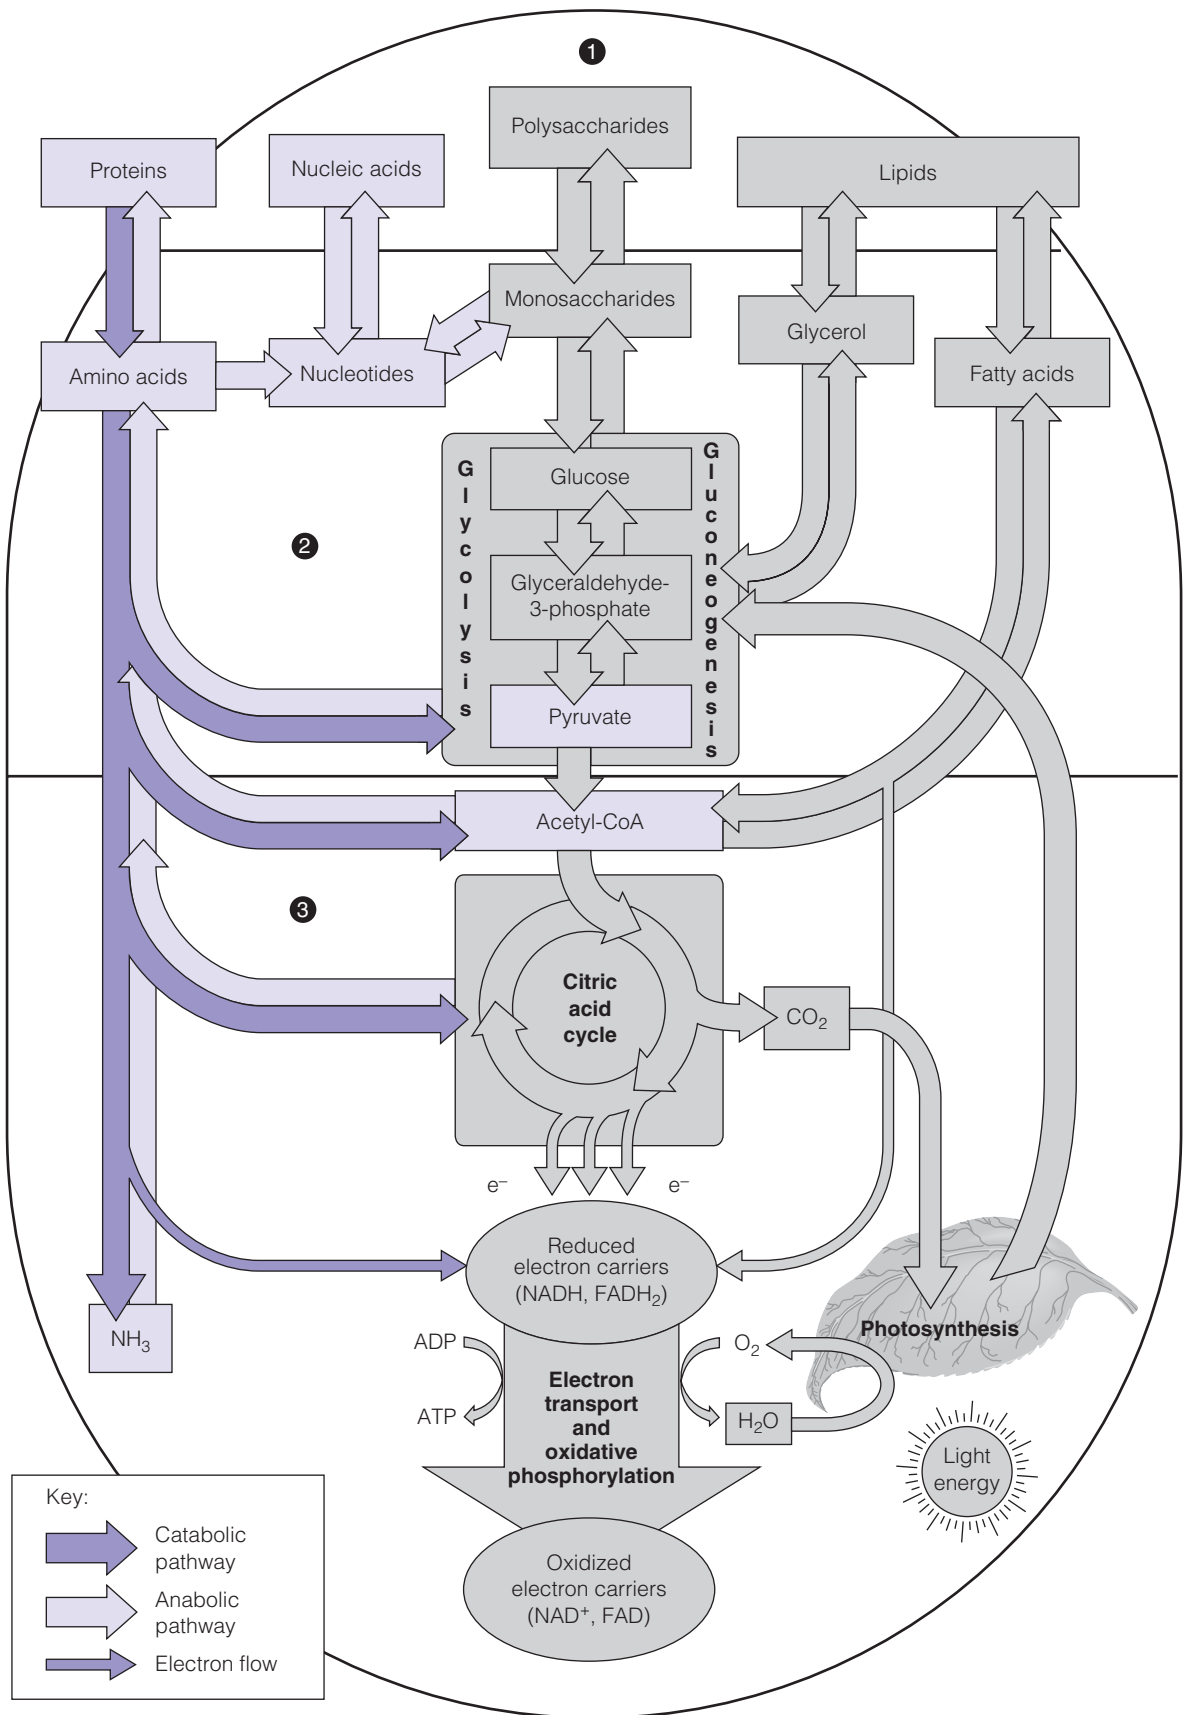 1
Polysaccharides
Proteins
Nucleic acids
Lipids
Monosaccharides
Glycerol
Amino acids
Nucleotides
Fatty acids
Glycolysis
Gluconeogenesis
Glucose
2
Glyceraldehyde-
3-phosphate
Pyruvate
Acetyl-CoA
3
Citric
acid
cycle
CO₂
e⁻
e⁻
Reduced
electron carriers
(NADH, FADH₂)
NH₃
Photosynthesis
ADP
O₂
ATP
H₂O
Electron
transport
and
oxidative
phosphorylation
Light
energy
Key:
Catabolic
pathway
Anabolic
pathway
Electron flow
Oxidized
electron carriers
(NAD⁺, FAD)